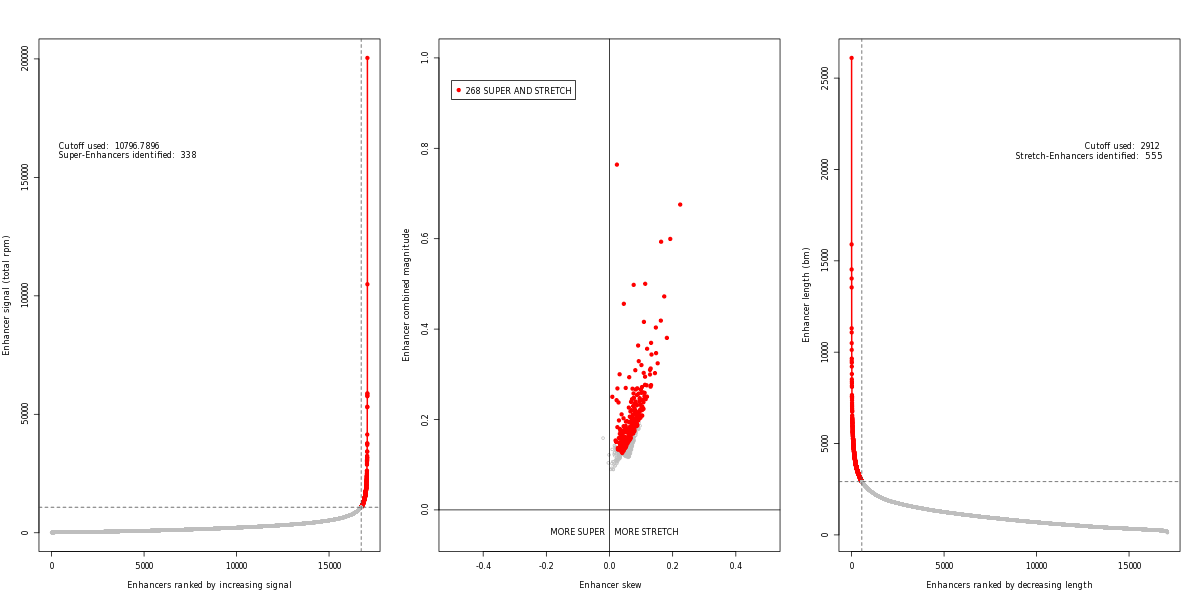 Enhancer signal (total rpm)
200000
150000
100000
50000
0
Cutoff used: 10796.7896
Super-Enhancers identified: 338
0
5000
10000
15000
Enhancers ranked by increasing signal
Enhancer combined magnitude
1.0
0.8
0.6
0.4
0.2
0.0
268 SUPER AND STRETCH
MORE SUPER
MORE STRETCH
-0.4
-0.2
0.0
0.2
0.4
Enhancer skew
Enhancer length (bm)
25000
20000
15000
10000
5000
0
Cutoff used: 2912
Stretch-Enhancers identified: 555
0
5000
10000
15000
Enhancers ranked by decreasing length